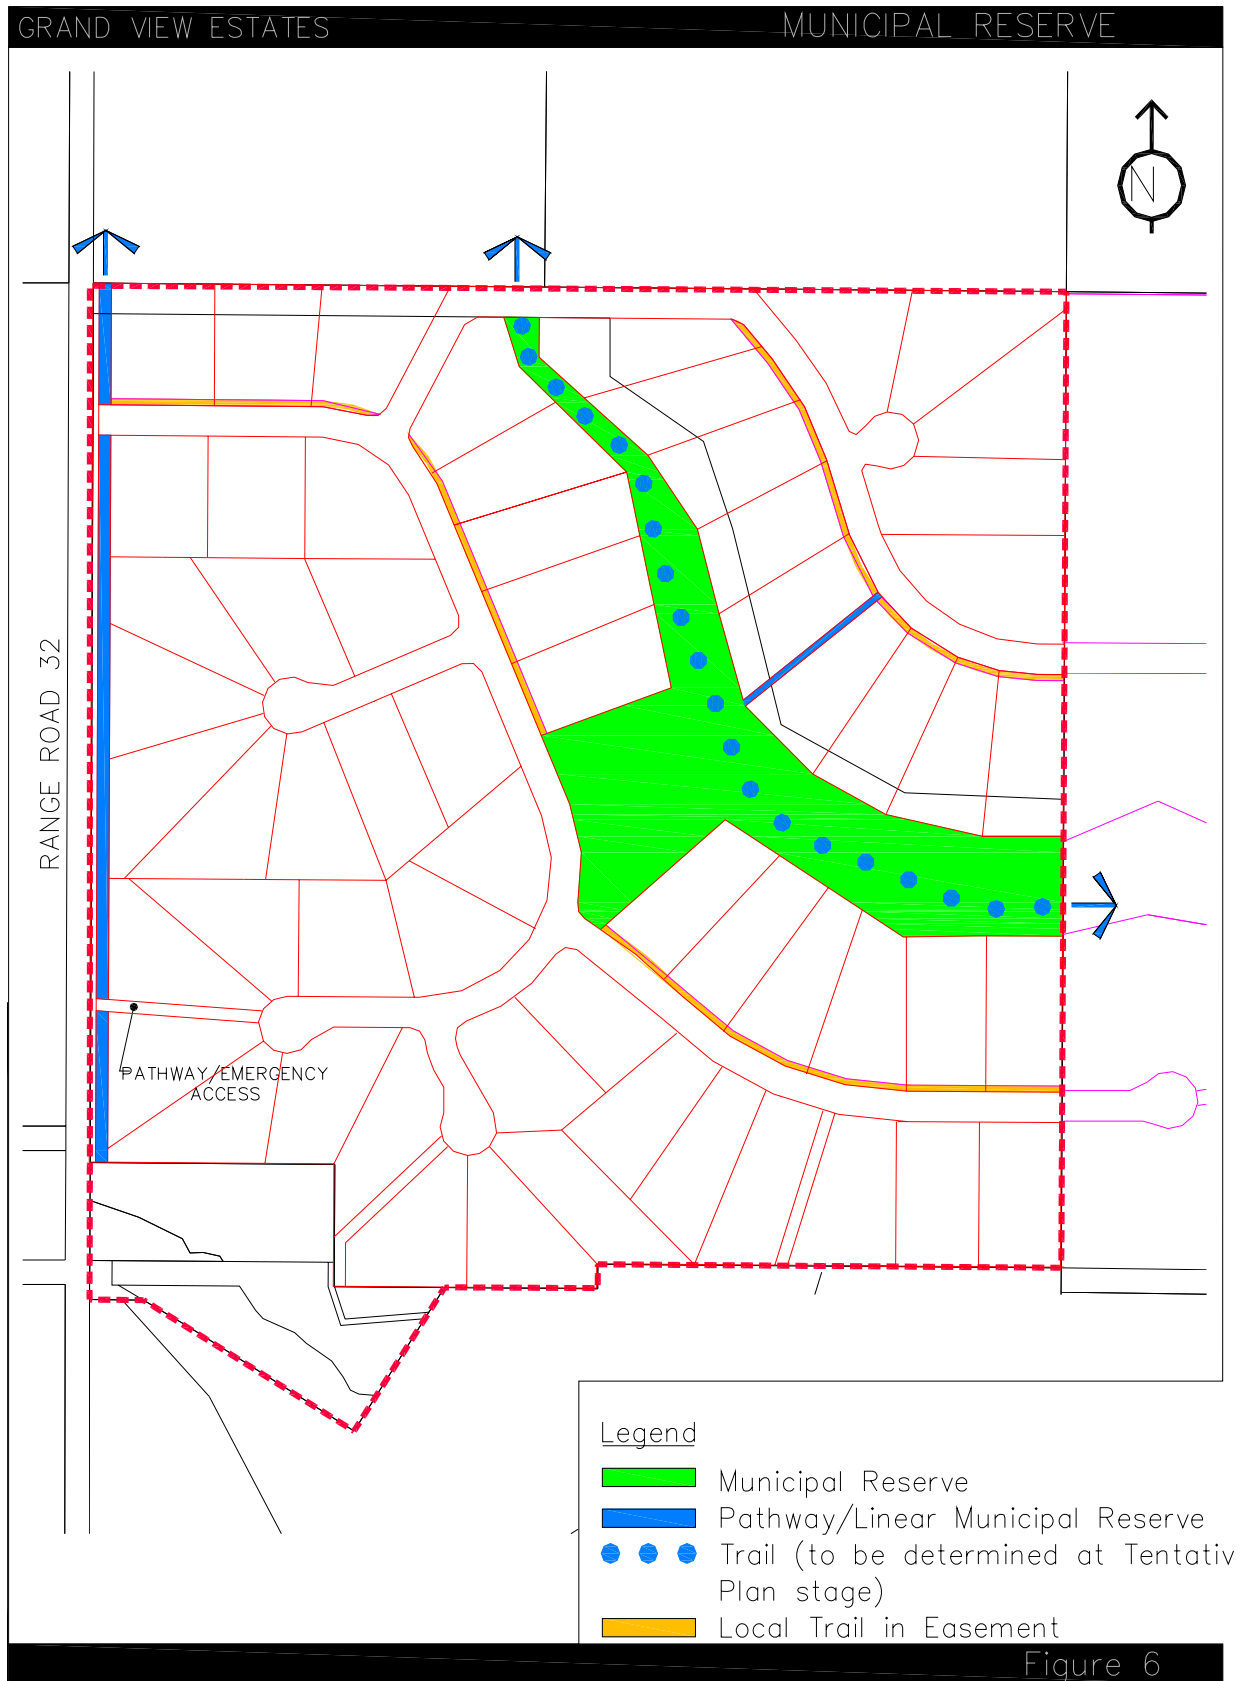 GRAND VIEW ESTATES
MUNICIPAL RESERVE
N
RANGE ROAD 32
PATHWAY/EMERGENCY
ACCESS
Legend
Municipal Reserve
Pathway/Linear Municipal Reserve
Trail (to be determined at Tentativ
Plan stage)
Local Trail in Easement
Figure 6